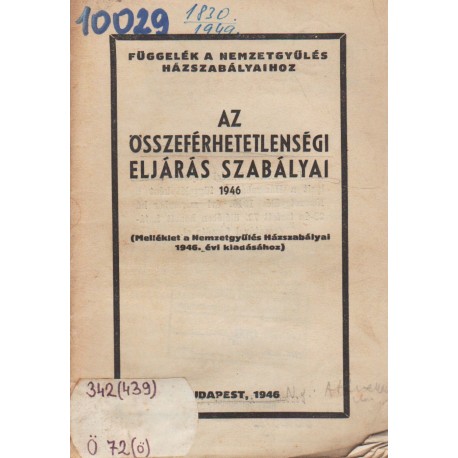 10029
1830.
1949.
FÜGGELÉK A NEMZETGYŰLÉS
HÁZSZABÁLYAIHOZ
AZ
ÖSSZEFÉRHETETLENSÉGI
ELJÁRÁS SZABÁLYAI
1946
(Melléklet a Nemzetgyűlés Házszabályai
1946. évi kiadásához)
UDAPEST, 1946
342(439)
Ö 72(ö)